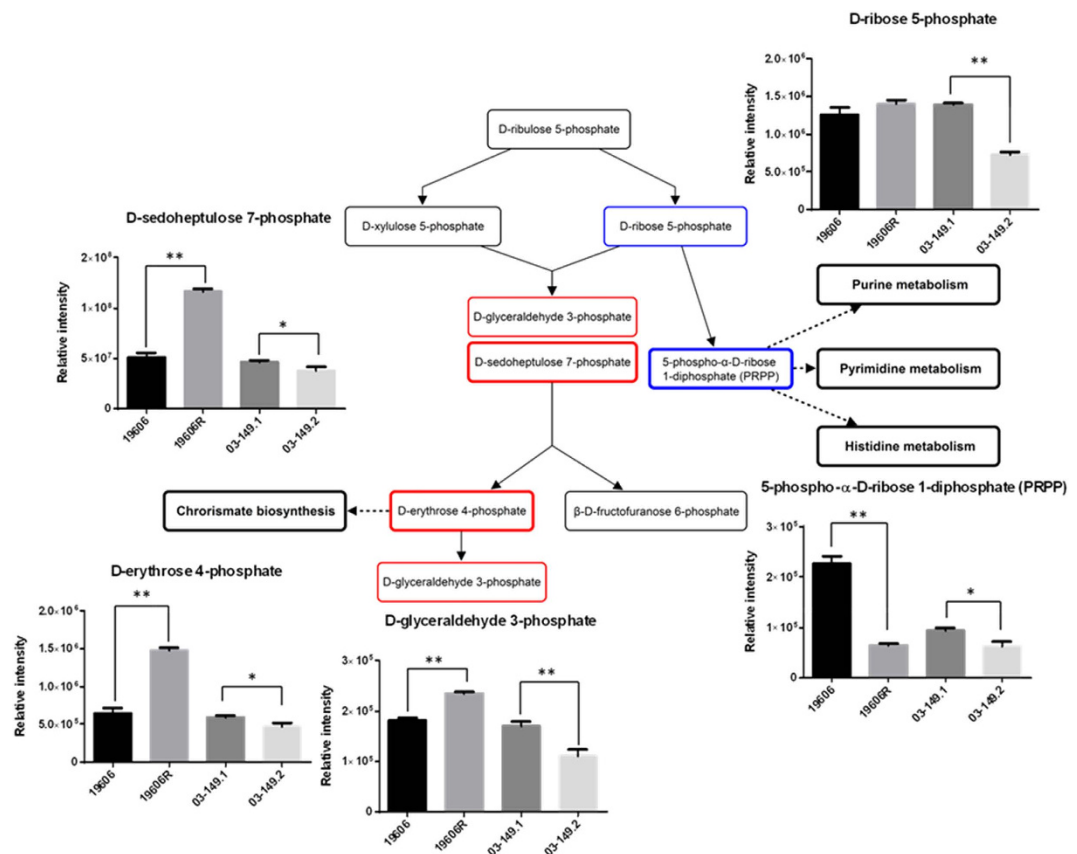 D-ribose 5-phosphate
Relative intensity
2.0×10⁶
1.5×10⁶
1.0×10⁶
5.0×10⁵
0
**
19606
19606R
03-149.1
03-149.2
D-ribulose 5-phosphate
D-xylulose 5-phosphate
D-ribose 5-phosphate
D-sedoheptulose 7-phosphate
Relative intensity
2×10⁸
1×10⁸
5×10⁷
0
**
*
19606
19606R
03-149.1
03-149.2
D-glyceraldehyde 3-phosphate
D-sedoheptulose 7-phosphate
5-phospho-α-D-ribose
1-diphosphate (PRPP)
Purine metabolism
Pyrimidine metabolism
Histidine metabolism
Chrorismate biosynthesis
D-erythrose 4-phosphate
β-D-fructofuranose 6-phosphate
D-glyceraldehyde 3-phosphate
5-phospho-α-D-ribose 1-diphosphate (PRPP)
Relative intensity
3×10⁵
2×10⁵
1×10⁵
0
**
*
19606
19606R
03-149.1
03-149.2
D-erythrose 4-phosphate
Relative intensity
2.0×10⁶
1.5×10⁶
1.0×10⁶
5.0×10⁵
0
**
*
19606
19606R
03-149.1
03-149.2
D-glyceraldehyde 3-phosphate
Relative intensity
3×10⁵
2×10⁵
1×10⁵
0
**
**
19606
19606R
03-149.1
03-149.2